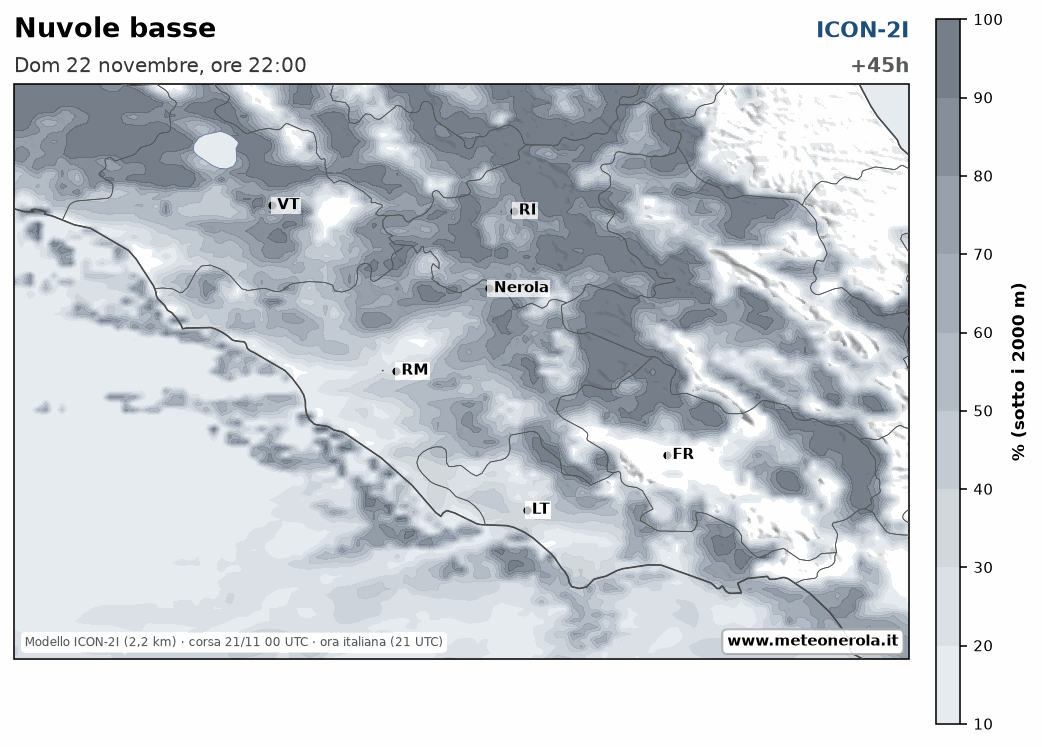 Nuvole basse
ICON-2I
Dom 22 novembre, ore 22:00
+45h
VT
RI
Nerola
RM
FR
LT
Modello ICON-2I (2,2 km) · corsa 21/11 00 UTC · ora italiana (21 UTC)
www.meteonerola.it
100
90
80
70
60
50
40
30
20
10
% (sotto i 2000 m)